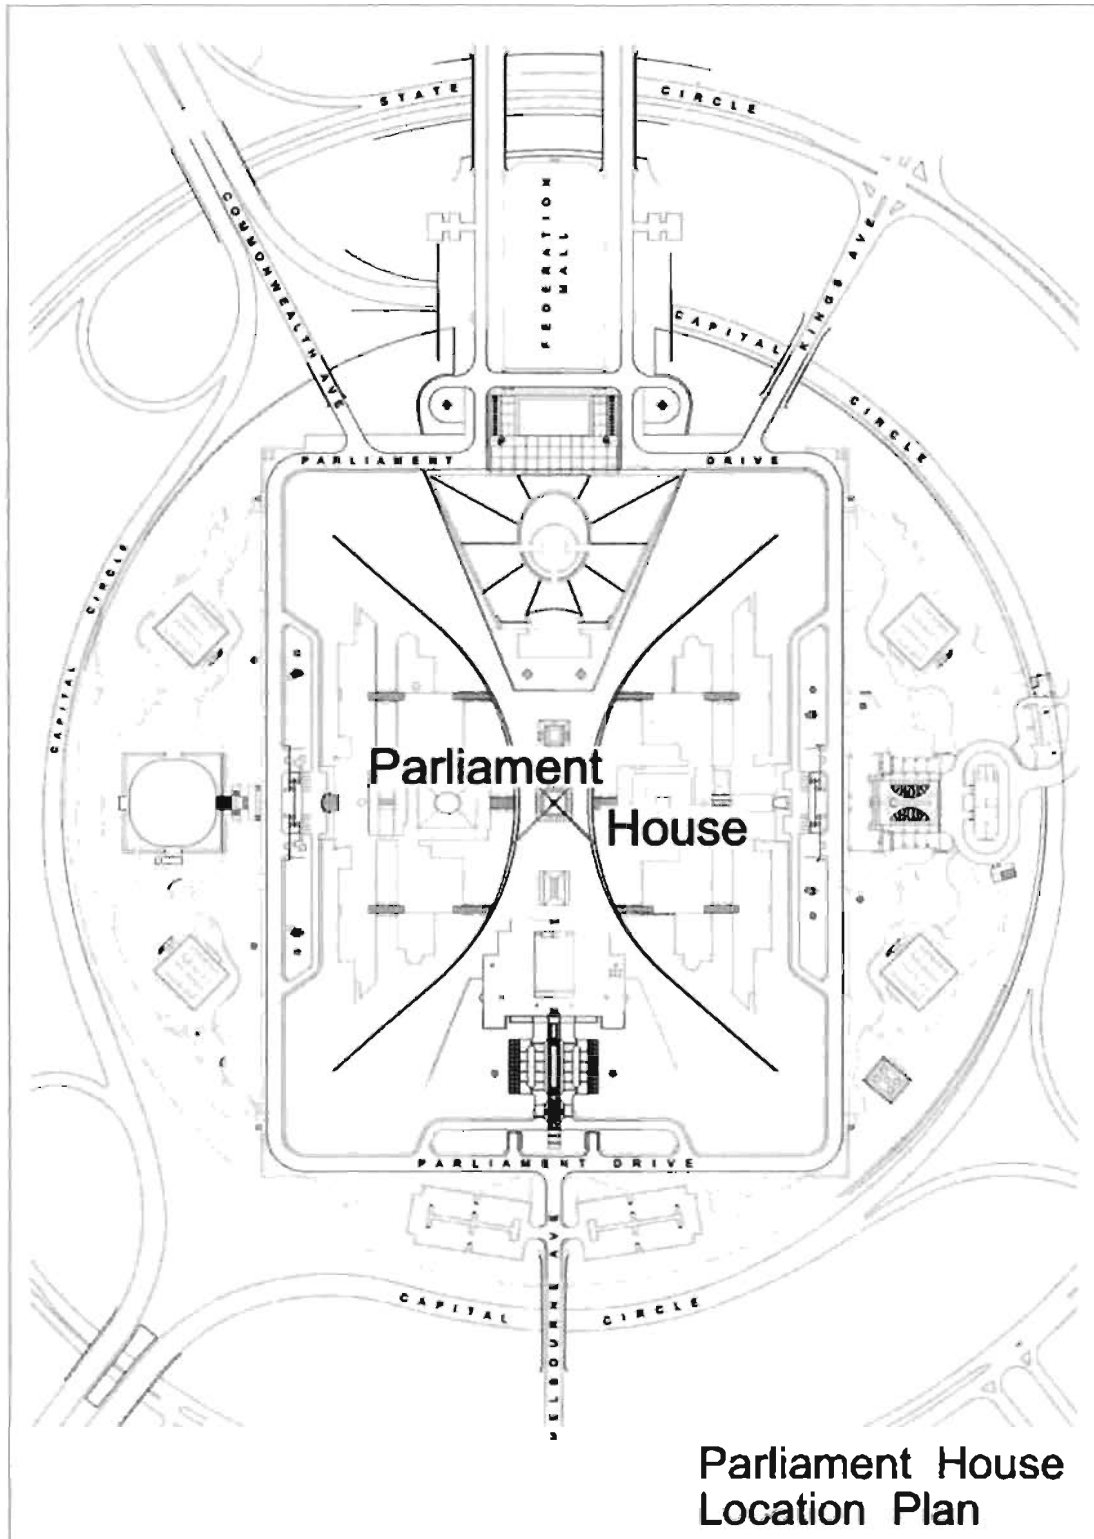 STATE CIRCLE
COMMONWEALTH AVE
FEDERATION
MALL
KINGS AVE
CAPITAL CIRCLE
PARLIAMENT DRIVE
CAPITAL CIRCLE
Parliament
House
PARLIAMENT DRIVE
MELBOURNE AVE
CAPITAL CIRCLE
Parliament House
Location Plan